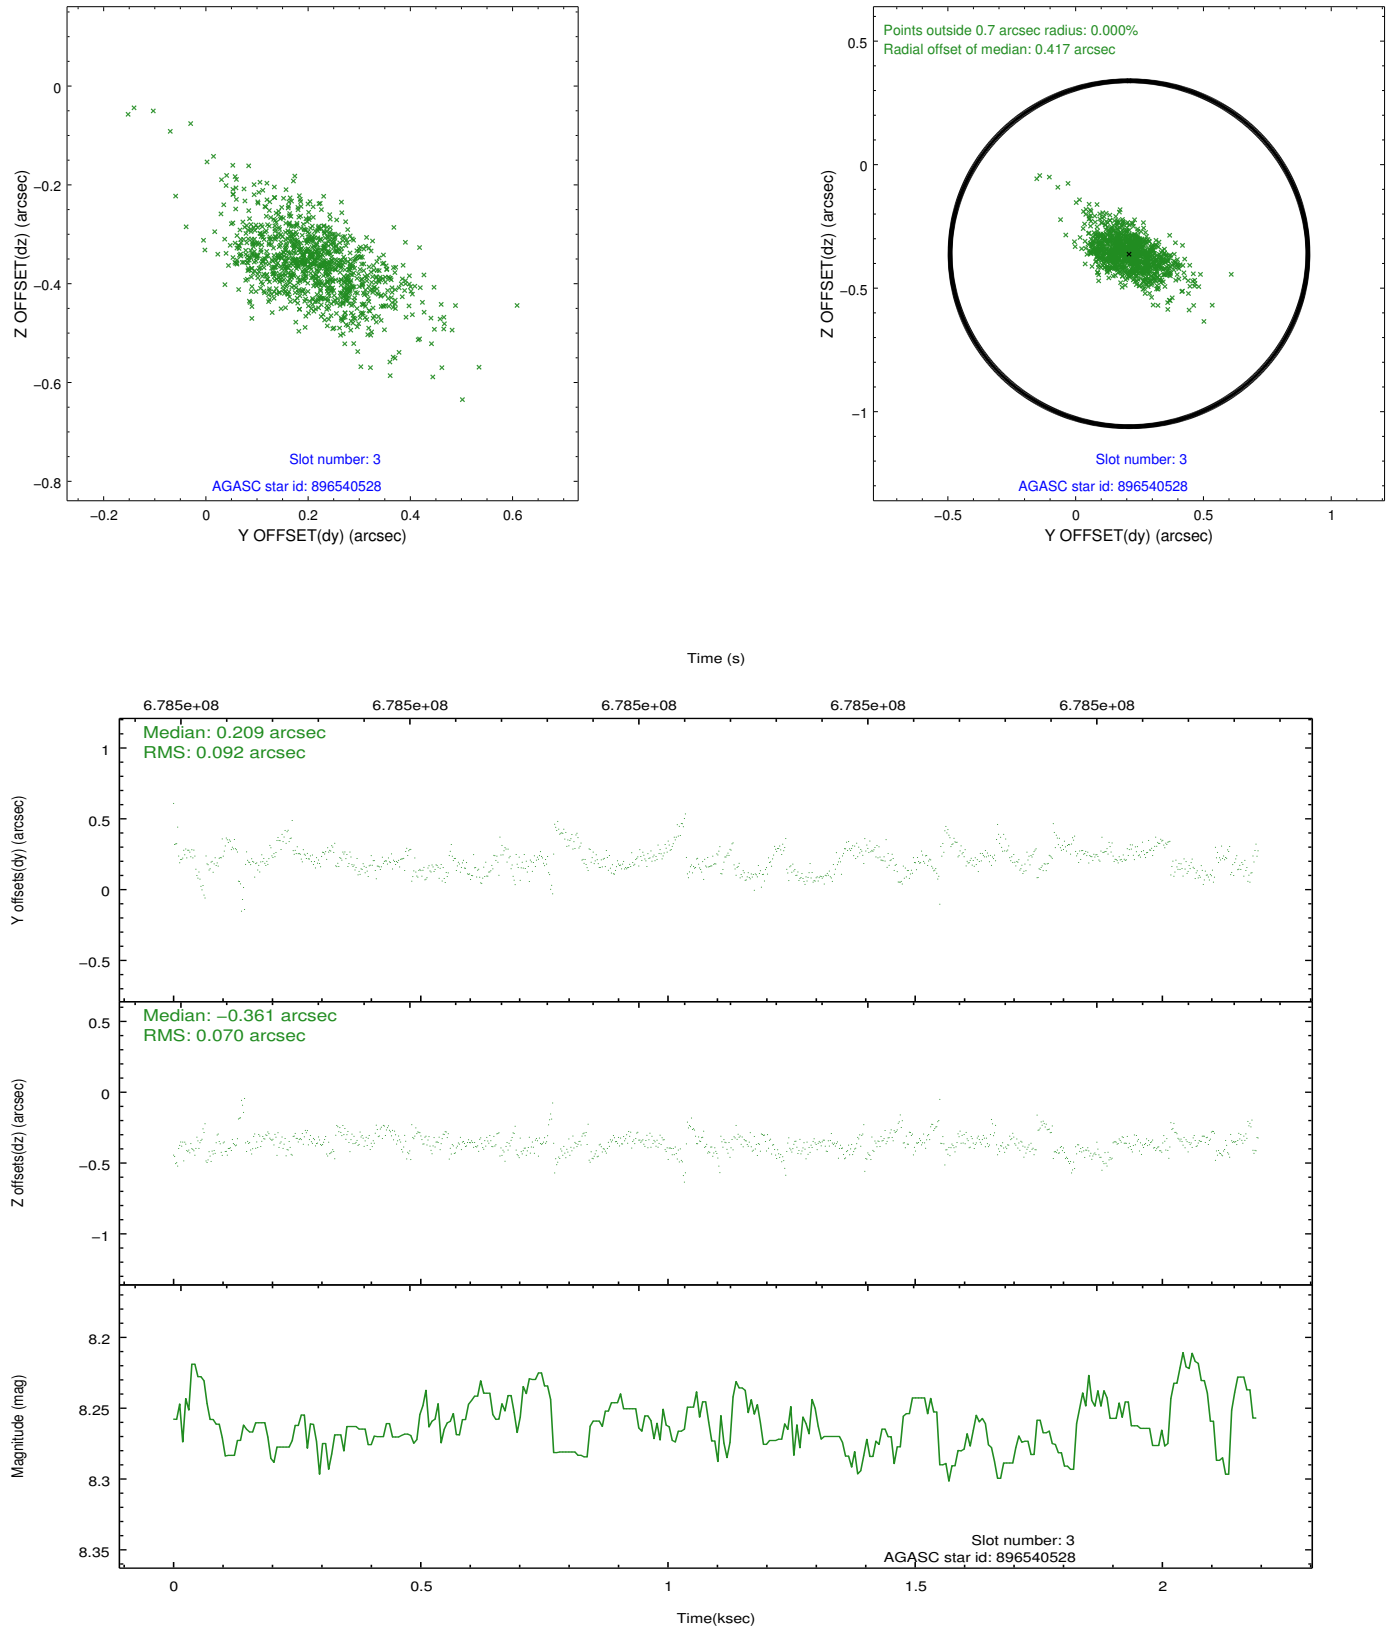 0
−0.2
−0.4
−0.6
−0.8
Z OFFSET(dz) (arcsec)
Slot number: 3
AGASC star id: 896540528
−0.2 0 0.2 0.4 0.6
Y OFFSET(dy) (arcsec)
Points outside 0.7 arcsec radius: 0.000%
Radial offset of median: 0.417 arcsec
0.5
0
−0.5
−1
Z OFFSET(dz) (arcsec)
Slot number: 3
AGASC star id: 896540528
−0.5 0 0.5 1
Y OFFSET(dy) (arcsec)
Time (s)
6.785e+08 6.785e+08 6.785e+08 6.785e+08 6.785e+08
Median: 0.209 arcsec
RMS: 0.092 arcsec
1
0.5
0
−0.5
Y offsets(dy) (arcsec)
Median: −0.361 arcsec
RMS: 0.070 arcsec
0.5
0
−0.5
−1
Z offsets(dz) (arcsec)
8.2
8.25
8.3
8.35
Magnitude (mag)
Slot number: 3
AGASC star id: 896540528
0 0.5 1 1.5 2
Time(ksec)